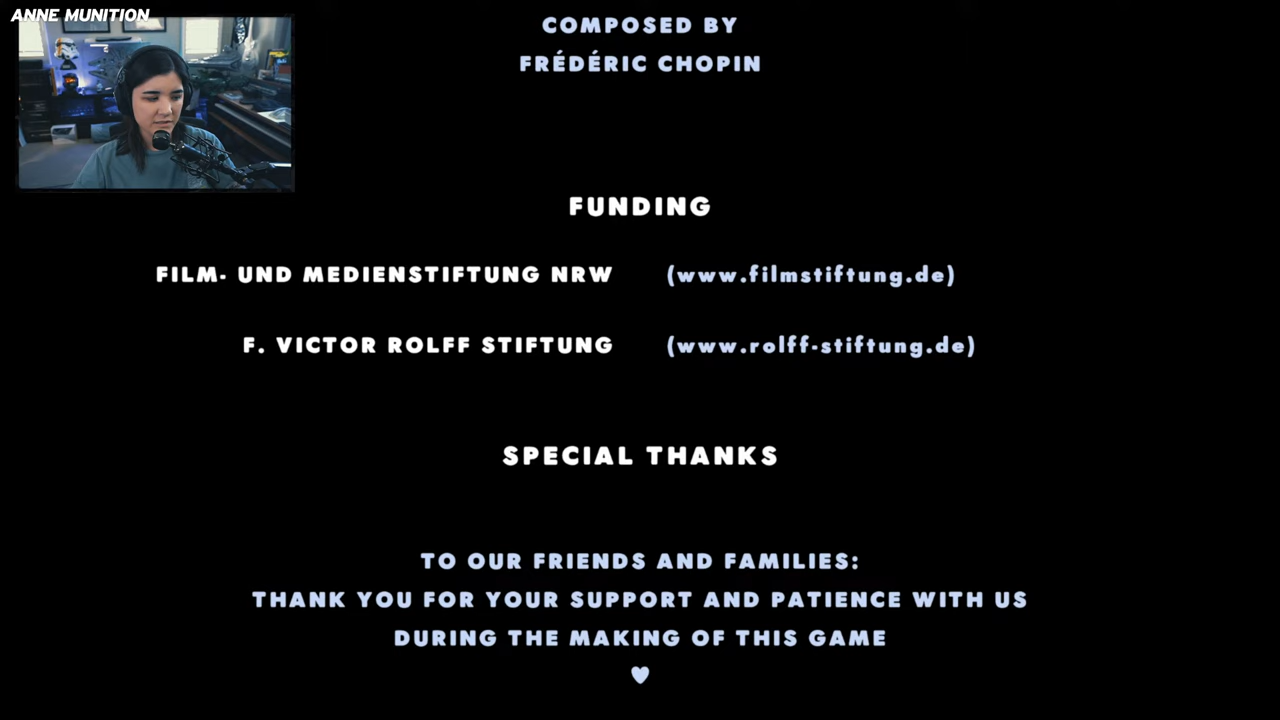 ANNE MUNITION
COMPOSED BY
FRÉDÉRIC CHOPIN
FUNDING
FILM- UND MEDIENSTIFTUNG NRW (www.filmstiftung.de)
F. VICTOR ROLFF STIFTUNG (www.rolff-stiftung.de)
SPECIAL THANKS
TO OUR FRIENDS AND FAMILIES:
THANK YOU FOR YOUR SUPPORT AND PATIENCE WITH US
DURING THE MAKING OF THIS GAME
♥